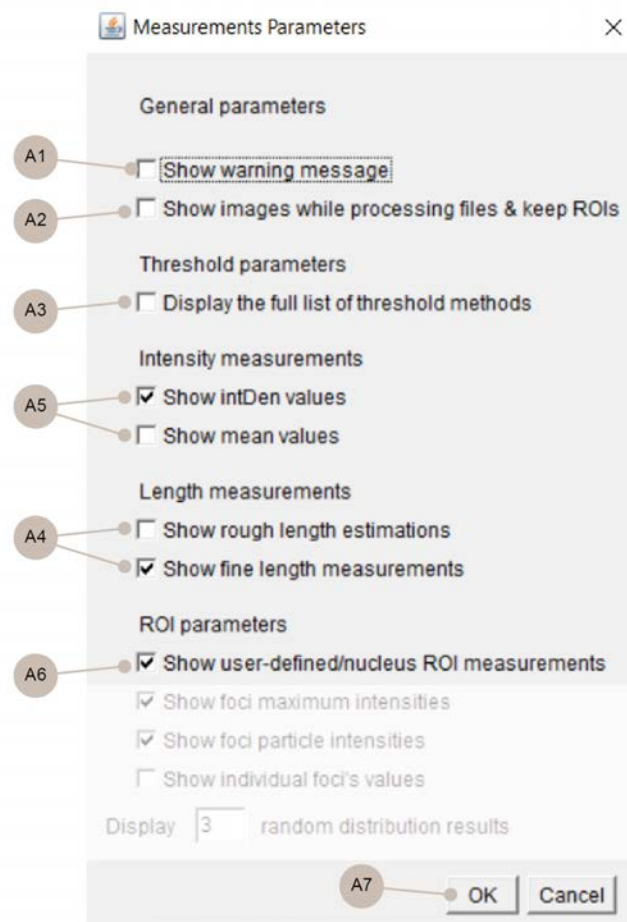 Measurements Parameters
General parameters
A1 Show warning message
A2 Show images while processing files & keep ROIs
Threshold parameters
A3 Display the full list of threshold methods
Intensity measurements
A5 Show intDen values
Show mean values
Length measurements
A4 Show rough length estimations
Show fine length measurements
ROI parameters
A6 Show user-defined/nucleus ROI measurements
Show foci maximum intensities
Show foci particle intensities
Show individual foci's values
Display 3 random distribution results
A7 OK Cancel